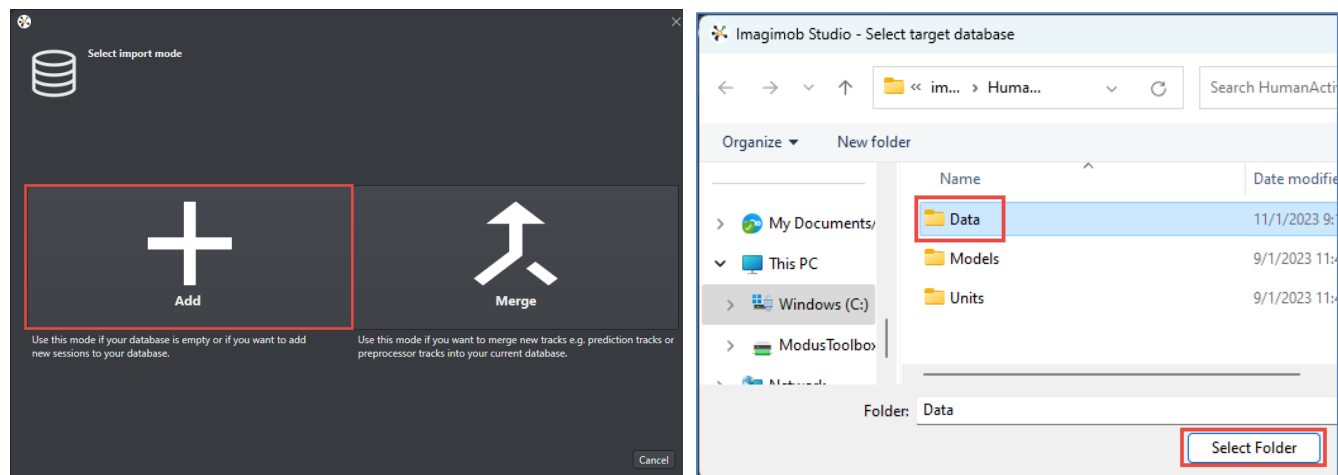 Select import mode
Add
Merge
Use this mode if your database is empty or if you want to add
new sessions to your database.
Use this mode if you want to merge new tracks e.g. prediction tracks or
preprocessor tracks into your current database.
Cancel
Imagimob Studio - Select target database
« im... › Huma...
Search HumanActi
Organize
New folder
Name
Date modifie
My Documents/
This PC
Windows (C:)
ModusToolbox
Data
11/1/2023 9:
Models
9/1/2023 11:4
Units
9/1/2023 11:4
Folder: Data
Select Folder